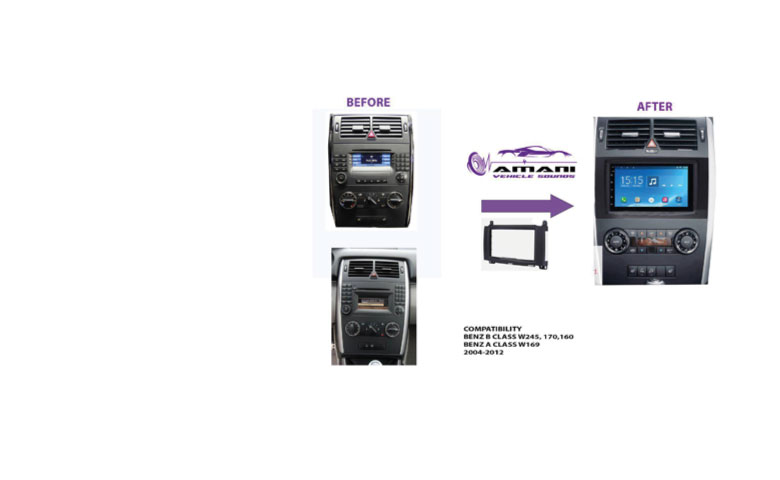 BEFORE
AFTER
AMANI
VEHICLE SOUNDS
15:15
COMPATIBILITY
BENZ B CLASS W245, 170,160
BENZ A CLASS W169
2004-2012